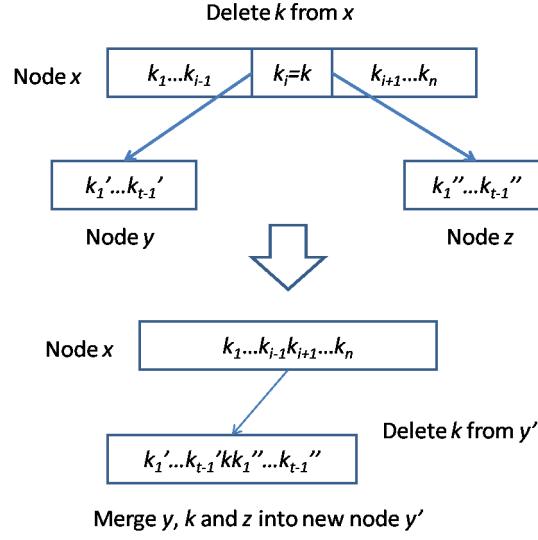 Delete k from x
Node x k₁...kᵢ₋₁ kᵢ=k kᵢ₊₁...kₙ
k₁'...kₜ₋₁' k₁''...kₜ₋₁''
Node y Node z
Node x k₁...kᵢ₋₁kᵢ₊₁...kₙ
Delete k from y'
k₁'...kₜ₋₁'kk₁''...kₜ₋₁''
Merge y, k and z into new node y'